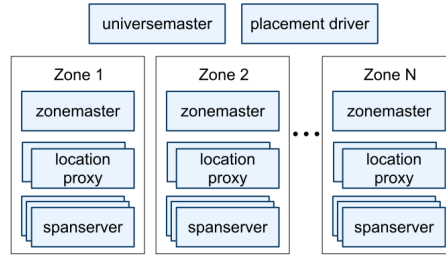 universemaster
placement driver
Zone 1
zonemaster
location
proxy
spanserver
Zone 2
zonemaster
location
proxy
spanserver
...
Zone N
zonemaster
location
proxy
spanserver